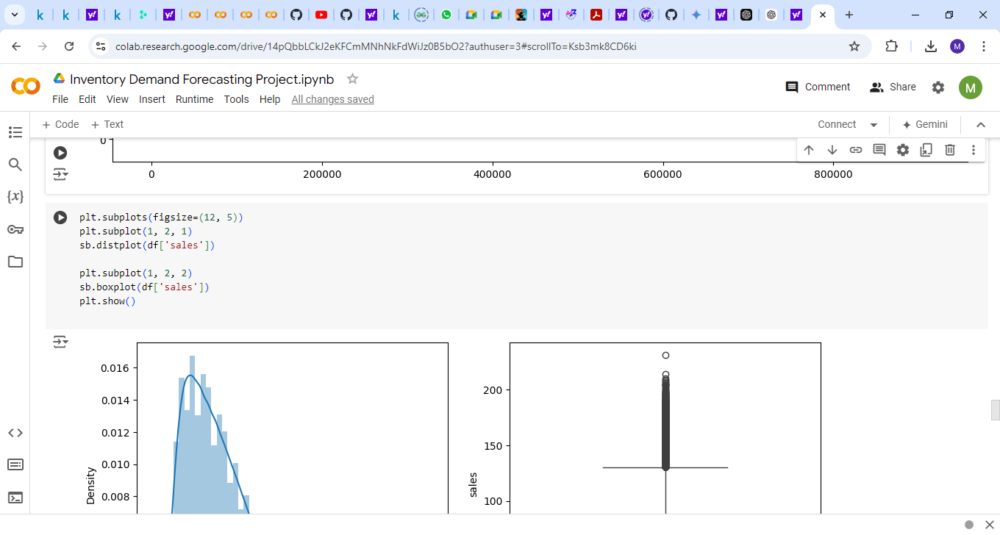 colab.research.google.com/drive/14pQbbLCkJ2eKFCmMNhNkFdWiJz0B5bO2?authuser=3#scrollTo=Ksb3mk8CD6ki
M
Inventory Demand Forecasting Project.ipynb
File Edit View Insert Runtime Tools Help All changes saved
Comment Share M
+ Code + Text Connect Gemini
0
0 200000 400000 600000 800000
{x}
plt.subplots(figsize=(12, 5))
plt.subplot(1, 2, 1)
sb.distplot(df['sales'])
plt.subplot(1, 2, 2)
sb.boxplot(df['sales'])
plt.show()
0.016
0.014
0.012
0.010
0.008
Density
200
150
100
sales